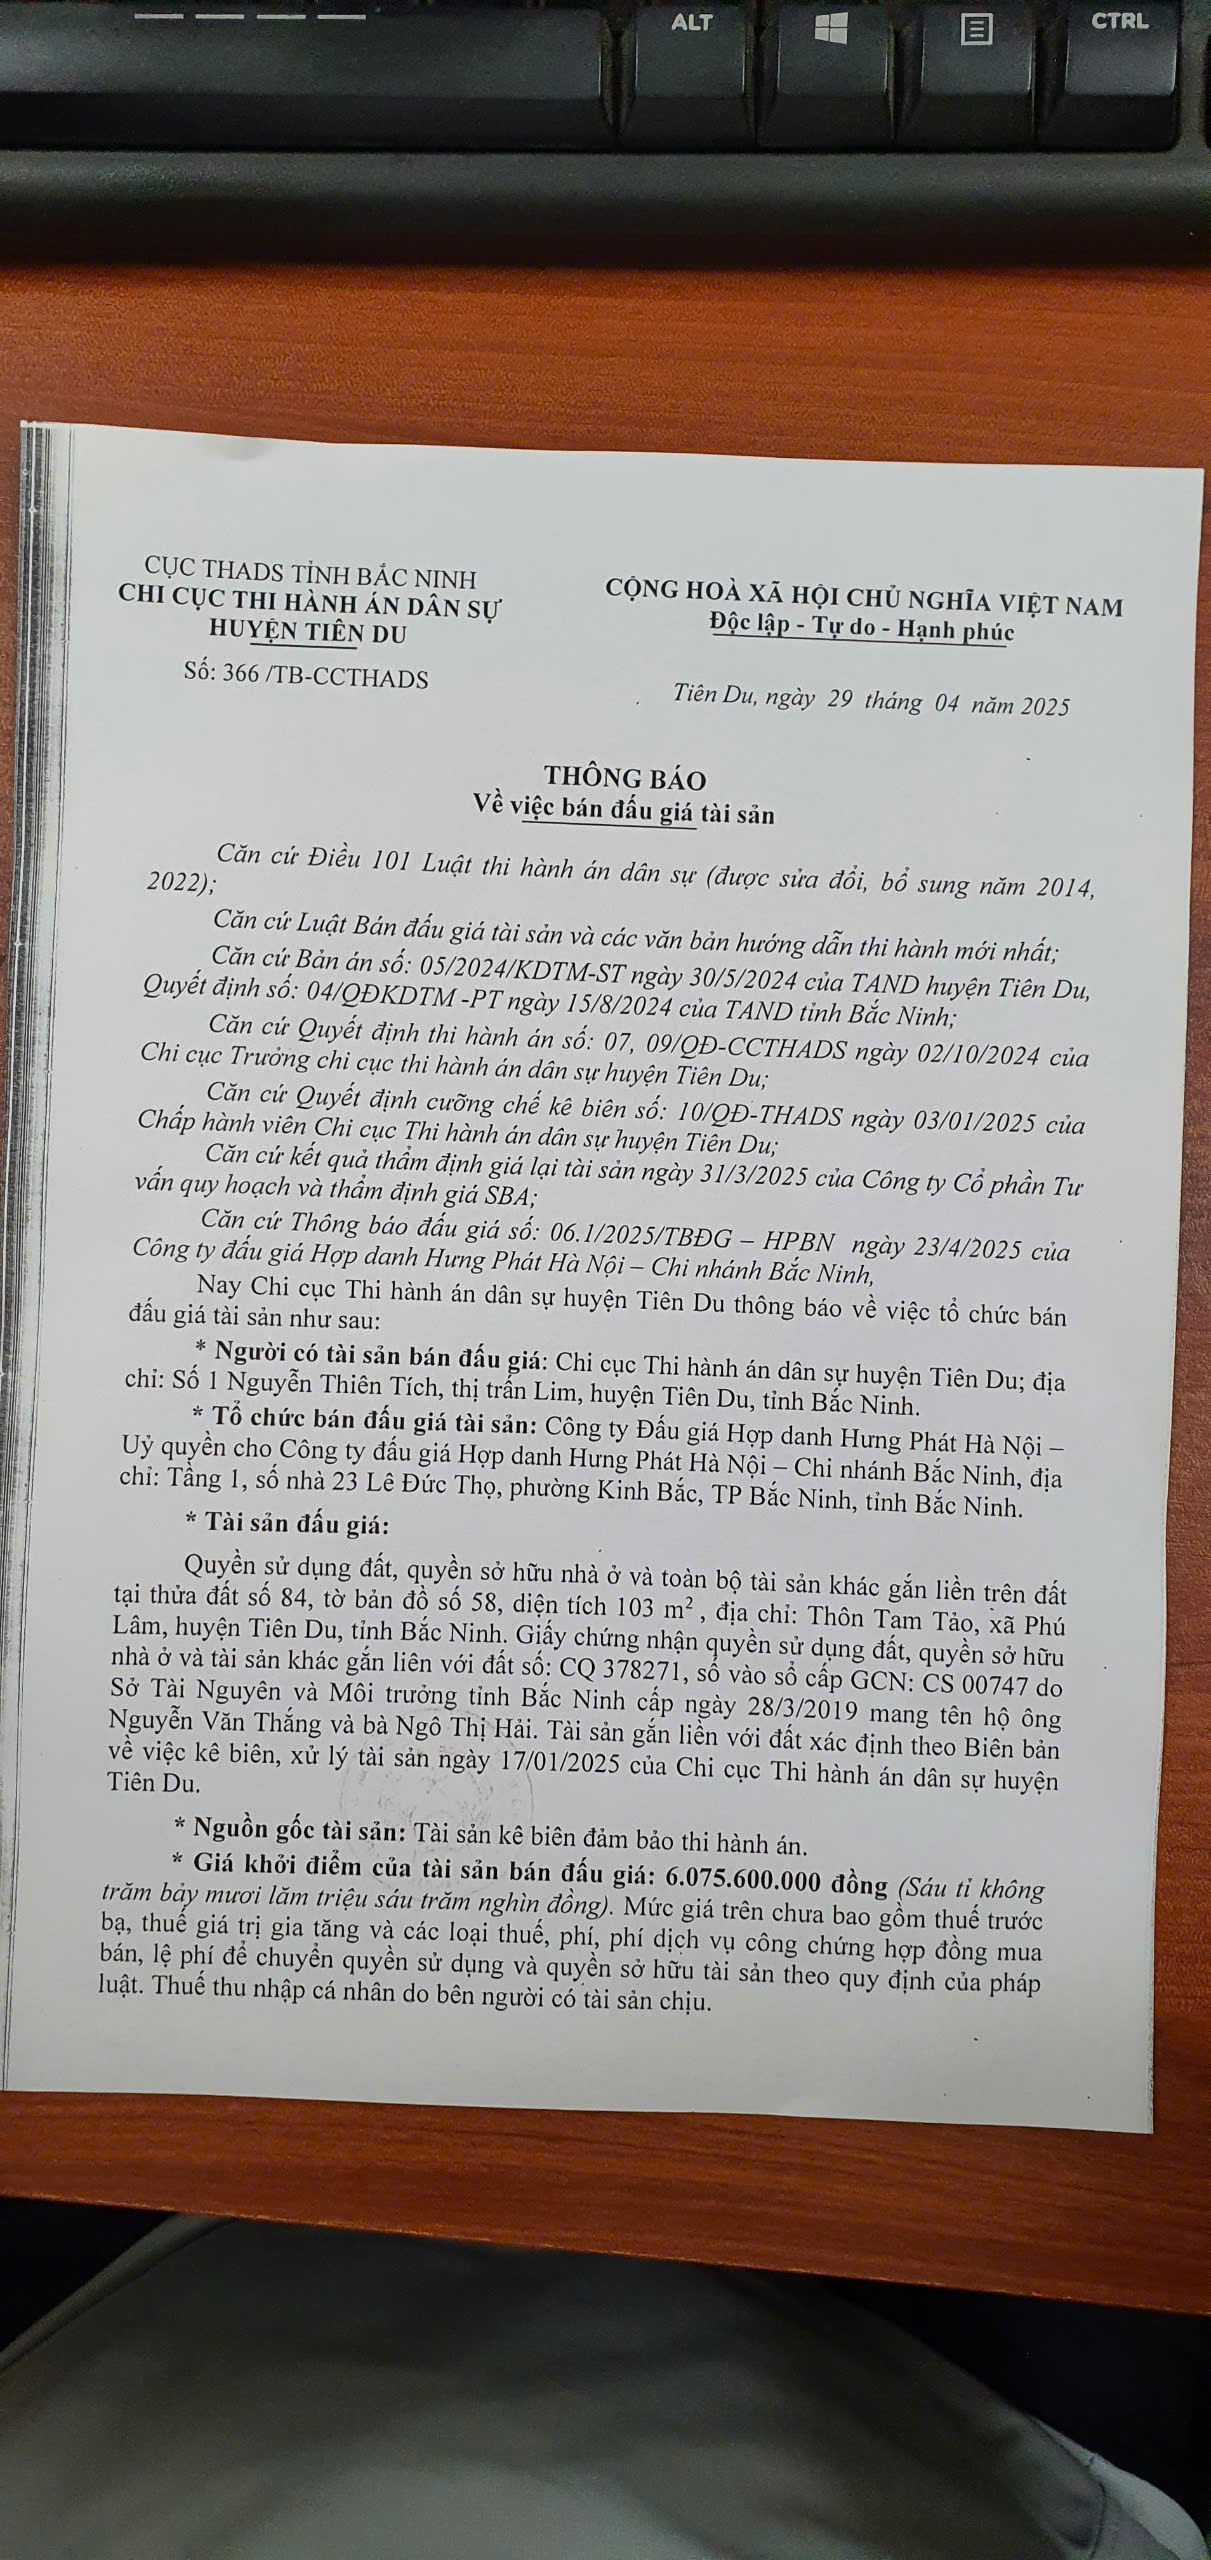 ALT
CTRL
CỤC THADS TỈNH BẮC NINH
CHI CỤC THI HÀNH ÁN DÂN SỰ
HUYỆN TIÊN DU
Số: 366 /TB-CCTHADS
CỘNG HOÀ XÃ HỘI CHỦ NGHĨA VIỆT NAM
Độc lập - Tự do - Hạnh phúc
Tiên Du, ngày 29 tháng 04 năm 2025
THÔNG BÁO
Về việc bán đấu giá tài sản
Căn cứ Điều 101 Luật thi hành án dân sự (được sửa đổi, bổ sung năm 2014,
2022);
Căn cứ Luật Bán đấu giá tài sản và các văn bản hướng dẫn thi hành mới nhất;
Căn cứ Bản án số: 05/2024/KDTM-ST ngày 30/5/2024 của TAND huyện Tiên Du,
Quyết định số: 04/QĐKDTM -PT ngày 15/8/2024 của TAND tỉnh Bắc Ninh;
Căn cứ Quyết định thi hành án số: 07, 09/QĐ-CCTHADS ngày 02/10/2024 của
Chi cục Trưởng chi cục thi hành án dân sự huyện Tiên Du;
Căn cứ Quyết định cưỡng chế kê biên số: 10/QĐ-THADS ngày 03/01/2025 của
Chấp hành viên Chi cục Thi hành án dân sự huyện Tiên Du;
Căn cứ kết quả thẩm định giá lại tài sản ngày 31/3/2025 của Công ty Cổ phần Tư
vấn quy hoạch và thẩm định giá SBA;
Căn cứ Thông báo đấu giá số: 06.1/2025/TBĐG – HPBN ngày 23/4/2025 của
Công ty đấu giá Hợp danh Hưng Phát Hà Nội – Chi nhánh Bắc Ninh,
Nay Chi cục Thi hành án dân sự huyện Tiên Du thông báo về việc tổ chức bán
đấu giá tài sản như sau:
* Người có tài sản bán đấu giá: Chi cục Thi hành án dân sự huyện Tiên Du; địa
chỉ: Số 1 Nguyễn Thiên Tích, thị trấn Lim, huyện Tiên Du, tỉnh Bắc Ninh.
* Tổ chức bán đấu giá tài sản: Công ty Đấu giá Hợp danh Hưng Phát Hà Nội –
Uỷ quyền cho Công ty đấu giá Hợp danh Hưng Phát Hà Nội – Chi nhánh Bắc Ninh, địa
chỉ: Tầng 1, số nhà 23 Lê Đức Thọ, phường Kinh Bắc, TP Bắc Ninh, tỉnh Bắc Ninh.
* Tài sản đấu giá:
Quyền sử dụng đất, quyền sở hữu nhà ở và toàn bộ tài sản khác gắn liền trên đất
tại thửa đất số 84, tờ bản đồ số 58, diện tích 103 m², địa chỉ: Thôn Tam Tảo, xã Phú
Lâm, huyện Tiên Du, tỉnh Bắc Ninh. Giấy chứng nhận quyền sử dụng đất, quyền sở hữu
nhà ở và tài sản khác gắn liên với đất số: CQ 378271, số vào sổ cấp GCN: CS 00747 do
Sở Tài Nguyên và Môi trưởng tỉnh Bắc Ninh cấp ngày 28/3/2019 mang tên hộ ông
Nguyễn Văn Thắng và bà Ngô Thị Hải. Tài sản gắn liền với đất xác định theo Biên bản
về việc kê biên, xử lý tài sản ngày 17/01/2025 của Chi cục Thi hành án dân sự huyện
Tiên Du.
* Nguồn gốc tài sản: Tài sản kê biên đảm bảo thi hành án.
* Giá khởi điểm của tài sản bán đấu giá: 6.075.600.000 đồng (Sáu tỉ không
trăm bảy mươi lăm triệu sáu trăm nghìn đồng). Mức giá trên chưa bao gồm thuế trước
bạ, thuế giá trị gia tăng và các loại thuế, phí, phí dịch vụ công chứng hợp đồng mua
bán, lệ phí để chuyển quyền sử dụng và quyền sở hữu tài sản theo quy định của pháp
luật. Thuế thu nhập cá nhân do bên người có tài sản chịu.